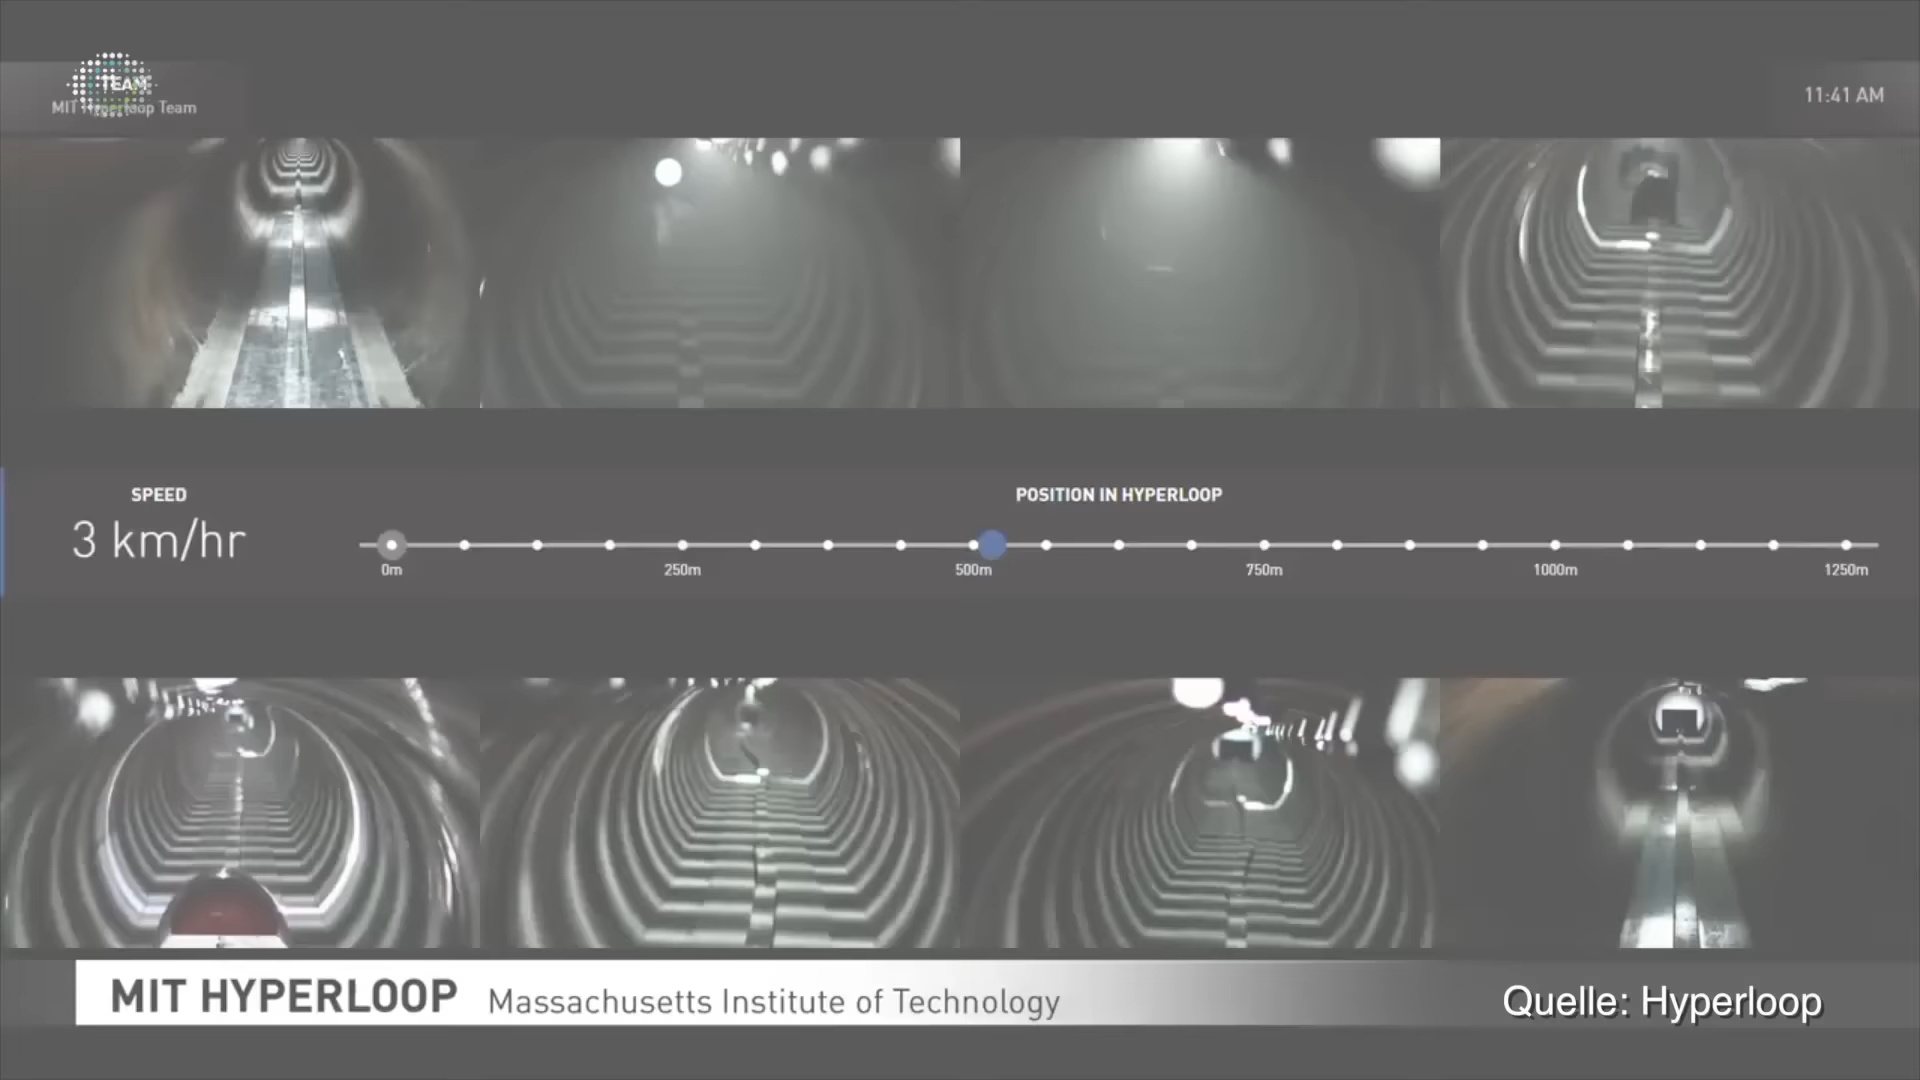 TEAM
MIT Hyperloop Team
11:41 AM
SPEED
3 km/hr
POSITION IN HYPERLOOP
0m 250m 500m 750m 1000m 1250m
MIT HYPERLOOP Massachusetts Institute of Technology
Quelle: Hyperloop